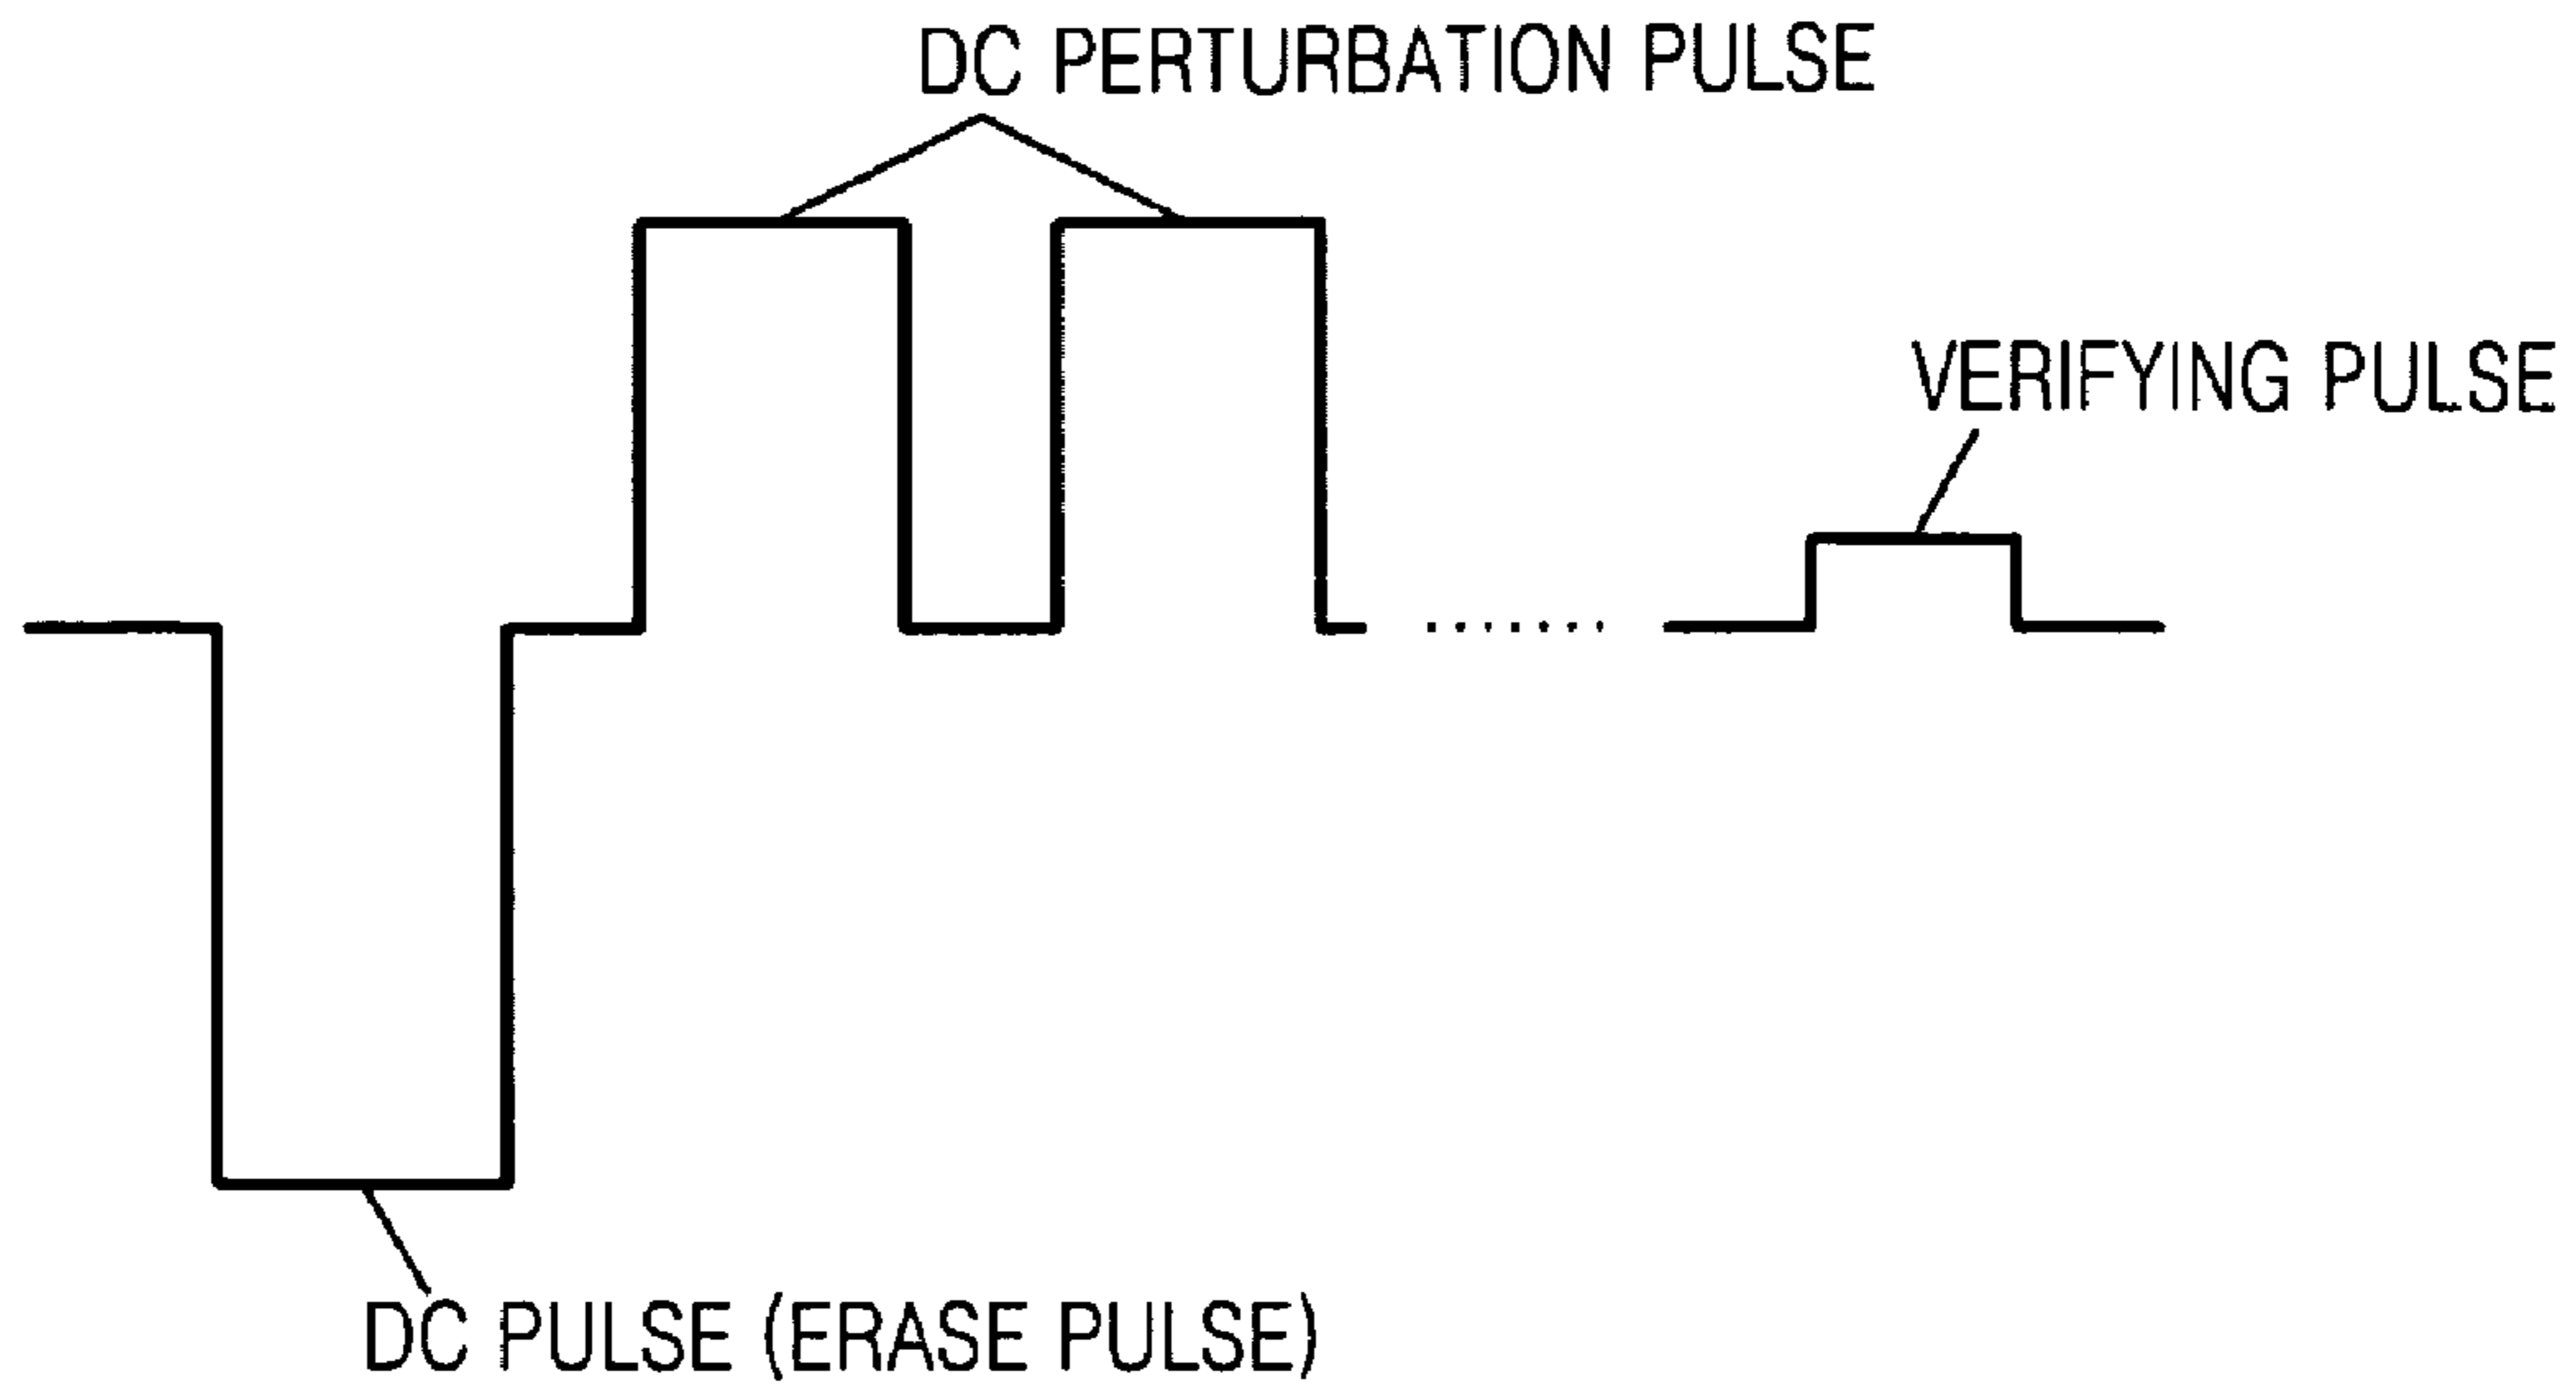 DC PERTURBATION PULSE
VERIFYING PULSE
DC PULSE (ERASE PULSE)